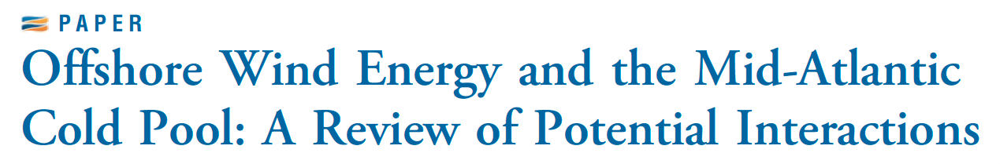 PAPER
Offshore Wind Energy and the Mid-Atlantic
Cold Pool: A Review of Potential Interactions